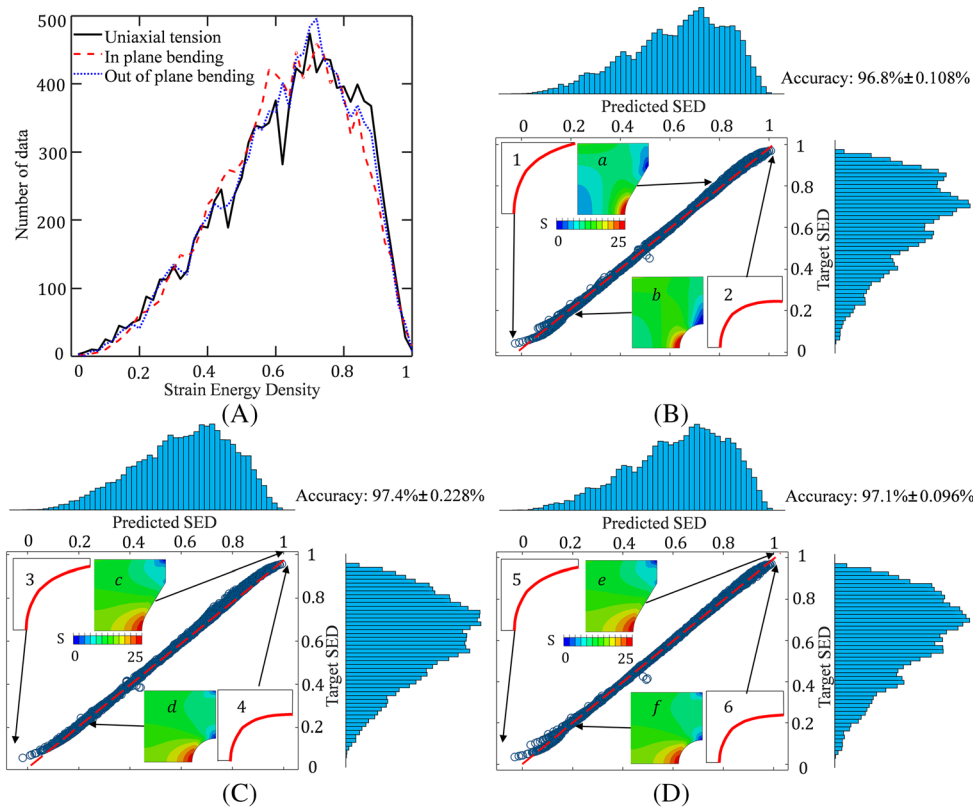 500
400
300
200
100
0
Number of data
Uniaxial tension
In plane bending
Out of plane bending
0 0.2 0.4 0.6 0.8 1
Strain Energy Density
(A)
Accuracy: 96.8%±0.108%
Predicted SED
0 0.2 0.4 0.6 0.8 1
1
a
S
0 25
b
2
1
0.8
0.6
0.4
0.2
0
Target SED
(B)
Accuracy: 97.4%±0.228%
Predicted SED
0 0.2 0.4 0.6 0.8 1
3
c
S
0 25
d
4
1
0.8
0.6
0.4
0.2
0
Target SED
(C)
Accuracy: 97.1%±0.096%
Predicted SED
0 0.2 0.4 0.6 0.8 1
5
e
S
0 25
f
6
1
0.8
0.6
0.4
0.2
0
Target SED
(D)